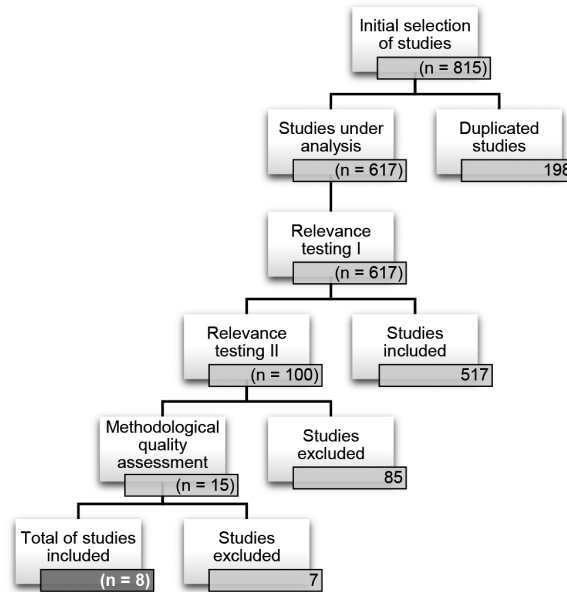 Initial selection
of studies
(n = 815)
Studies under
analysis
(n = 617)
Duplicated
studies
198
Relevance
testing I
(n = 617)
Relevance
testing II
(n = 100)
Studies
included
517
Methodological
quality
assessment
(n = 15)
Studies
excluded
85
Total of studies
included
(n = 8)
Studies
excluded
7